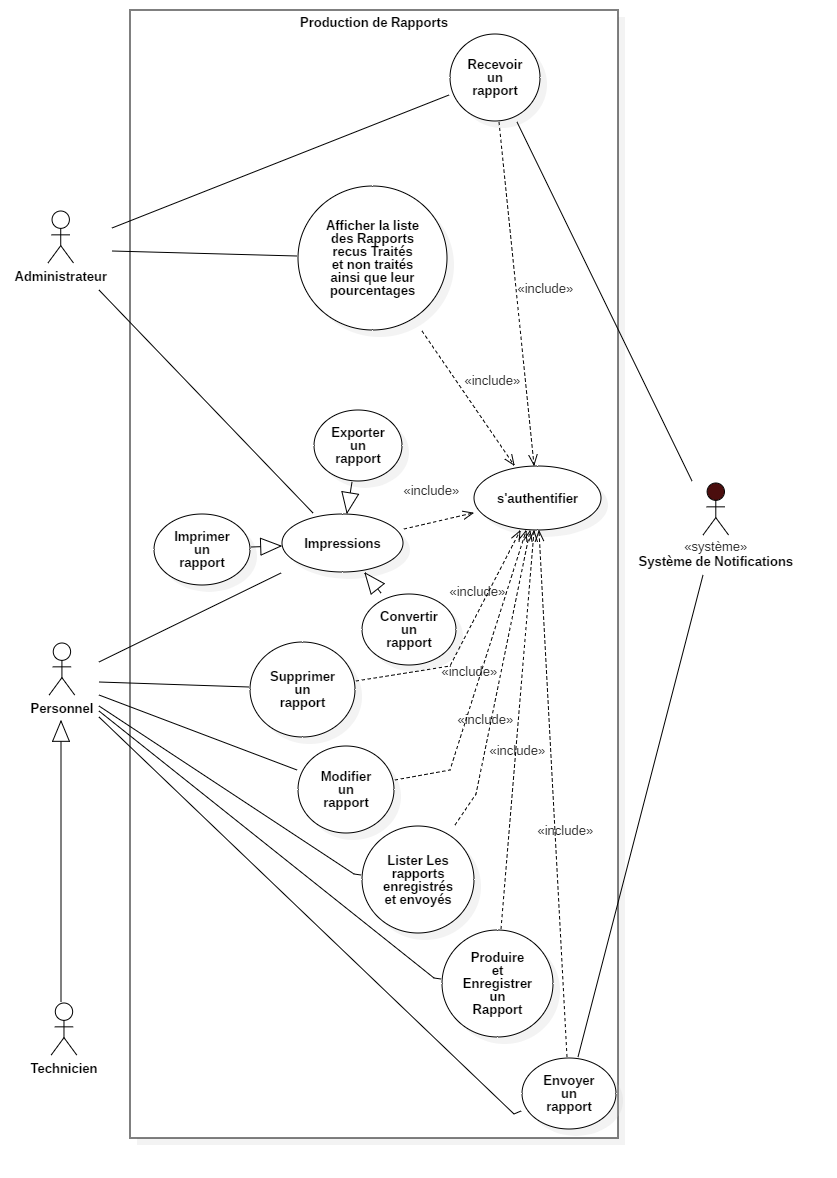 Production de Rapports
Recevoir
un
rapport
Afficher la liste
des Rapports
recus Traités
et non traités
ainsi que leur
pourcentages
Administrateur
«include»
«include»
Exporter
un
rapport
«include»
s'authentifier
Imprimer
un
rapport
Impressions
«système»
Système de Notifications
«include»
Convertir
un
rapport
Supprimer
un
rapport
«include»
Personnel
«include»
«include»
Modifier
un
rapport
«include»
Lister Les
rapports
enregistrés
et envoyés
Produire
et
Enregistrer
un
Rapport
Technicien
Envoyer
un
rapport